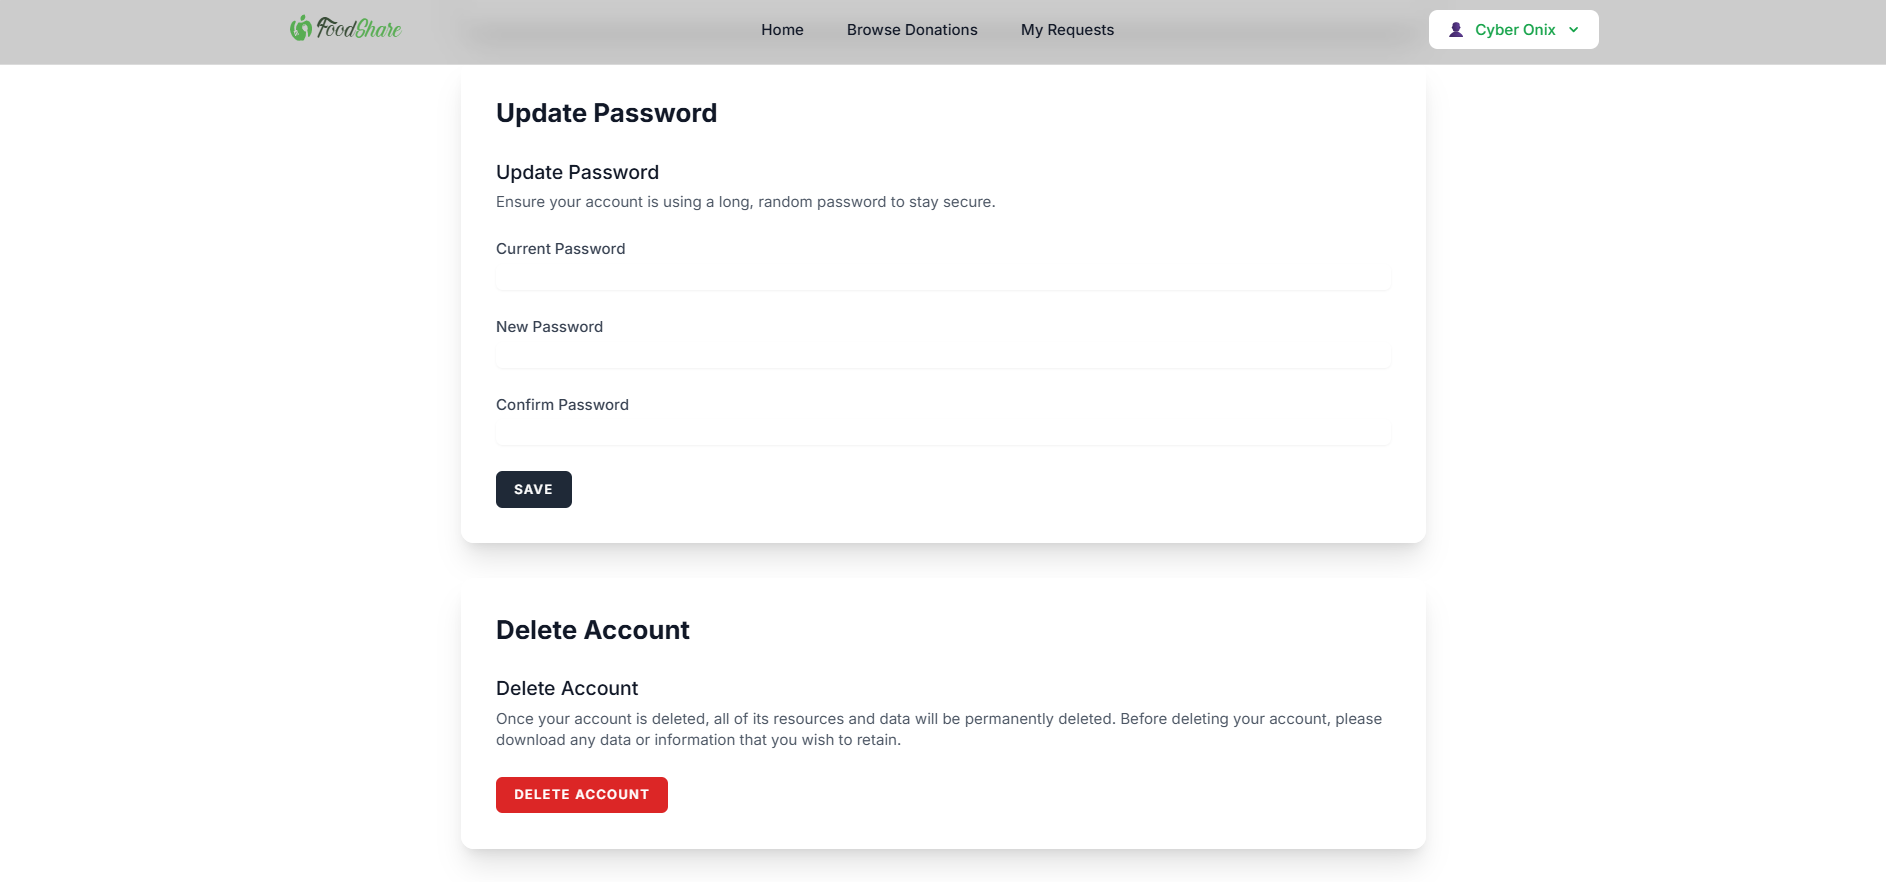 FoodShare
Home
Browse Donations
My Requests
Cyber Onix
Update Password
Update Password
Ensure your account is using a long, random password to stay secure.
Current Password
New Password
Confirm Password
SAVE
Delete Account
Delete Account
Once your account is deleted, all of its resources and data will be permanently deleted. Before deleting your account, please
download any data or information that you wish to retain.
DELETE ACCOUNT